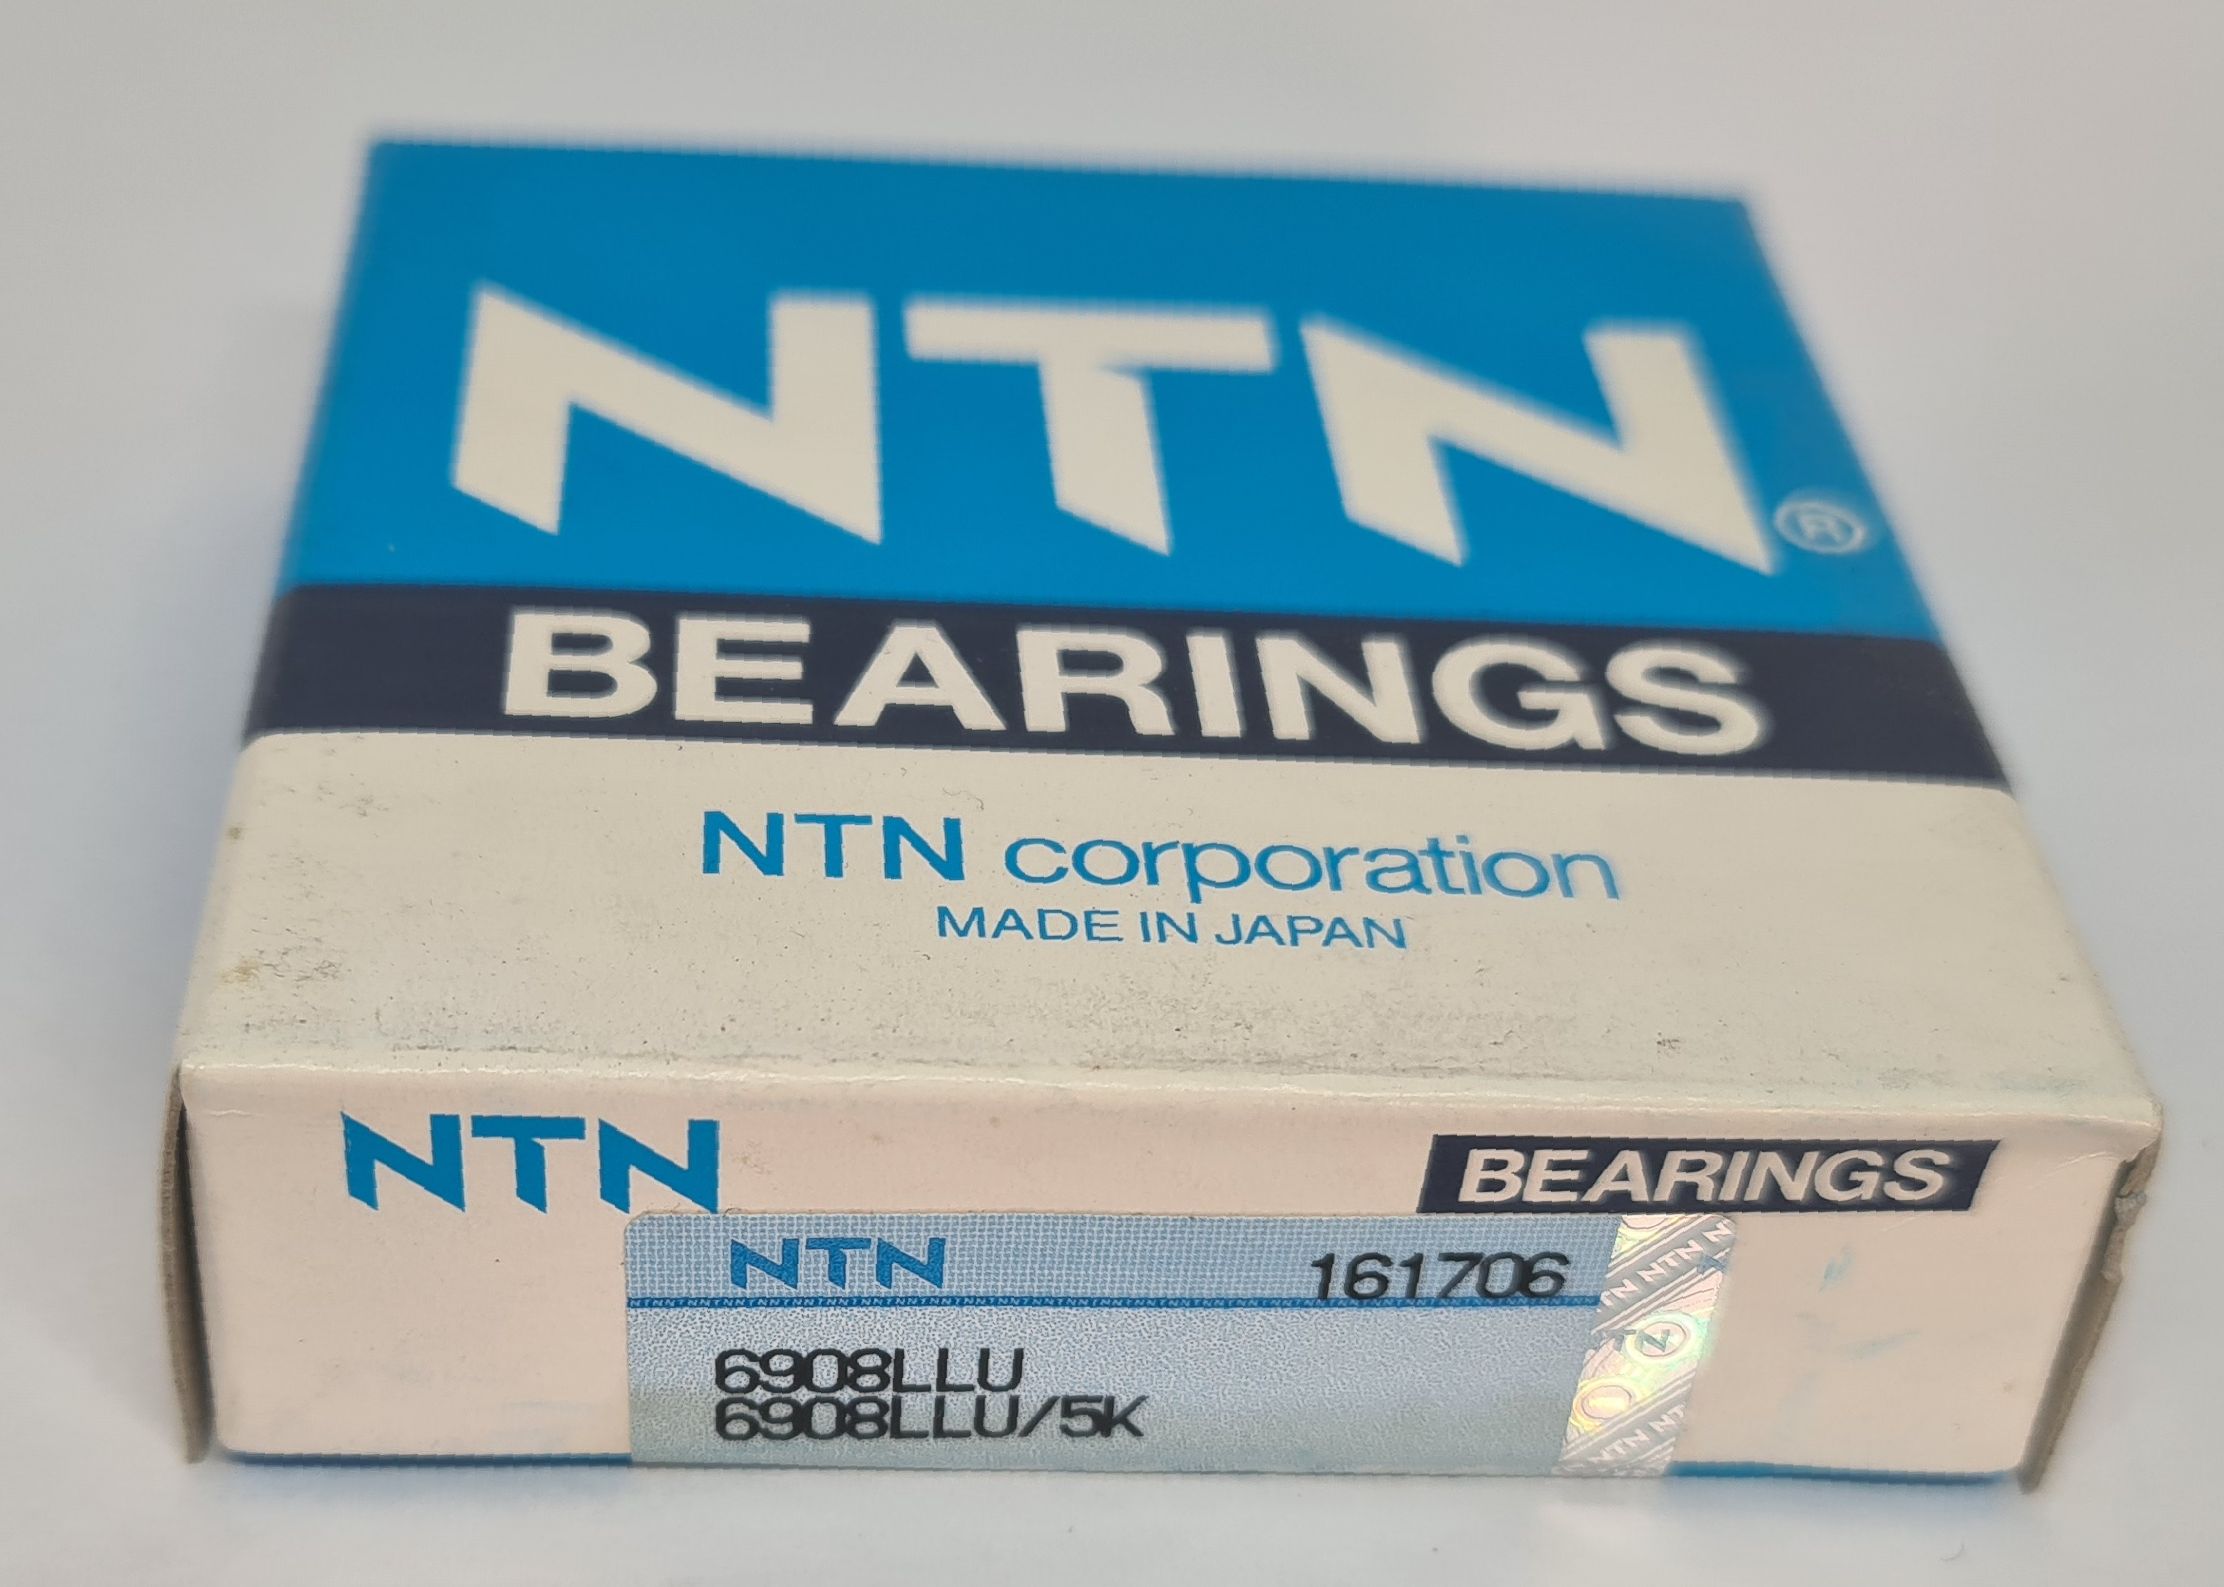 NTN®
BEARINGS
NTN corporation
MADE IN JAPAN
NTN BEARINGS
NTN 161706
6908LLU
6908LLU/5K